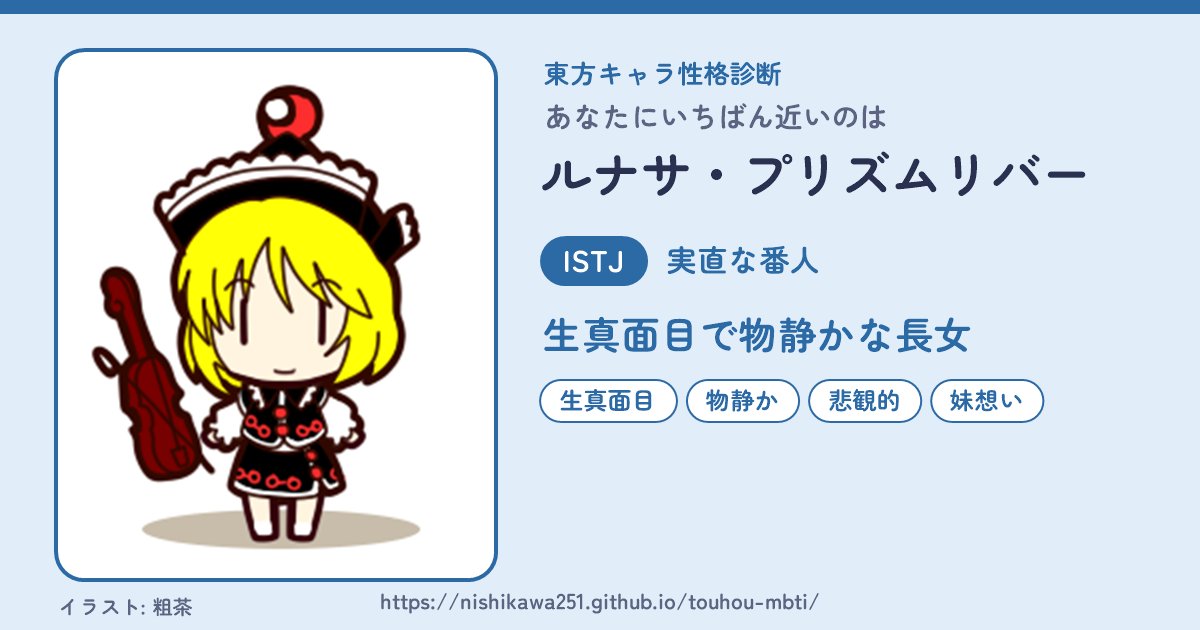 東方キャラ性格診断
あなたにいちばん近いのは
ルナサ・プリズムリバー
ISTJ 実直な番人
生真面目で物静かな長女
生真面目 物静か 悲観的 妹想い
イラスト: 粗茶
https://nishikawa251.github.io/touhou-mbti/